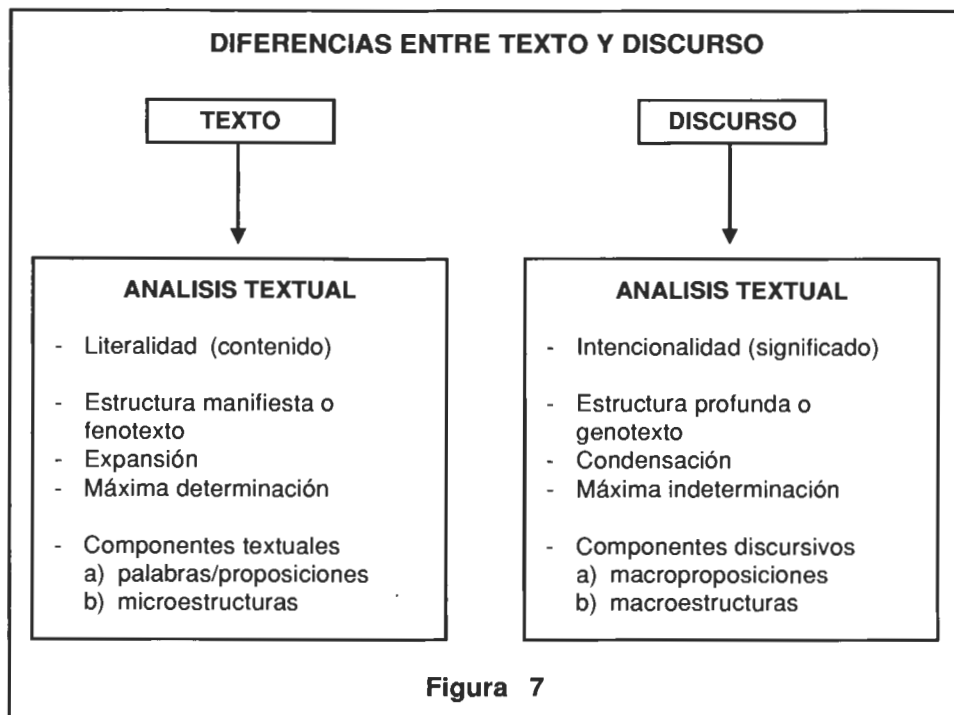 DIFERENCIAS ENTRE TEXTO Y DISCURSO
TEXTO
ANALISIS TEXTUAL
- Literalidad (contenido)
- Estructura manifiesta o
fenotexto
- Expansión
- Máxima determinación
- Componentes textuales
a) palabras/proposiciones
b) microestructuras
DISCURSO
ANALISIS TEXTUAL
- Intencionalidad (significado)
- Estructura profunda o
genotexto
- Condensación
- Máxima indeterminación
- Componentes discursivos
a) macroproposiciones
b) macroestructuras
Figura 7